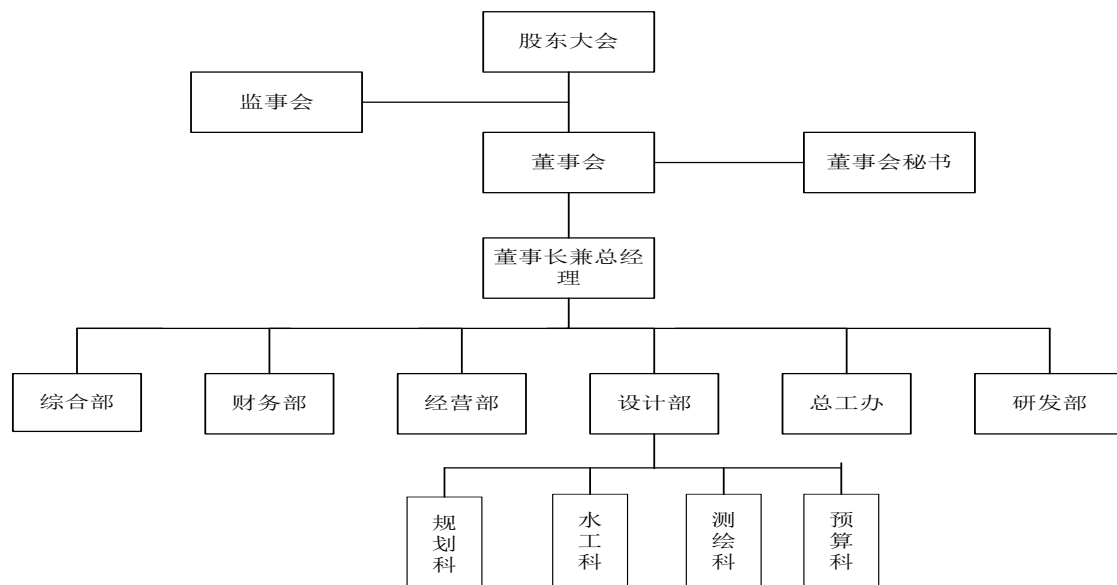 股东大会
监事会
董事会
董事会秘书
董事长兼总经
理
综合部
财务部
经营部
设计部
总工办
研发部
规划科
水工科
测绘科
预算科